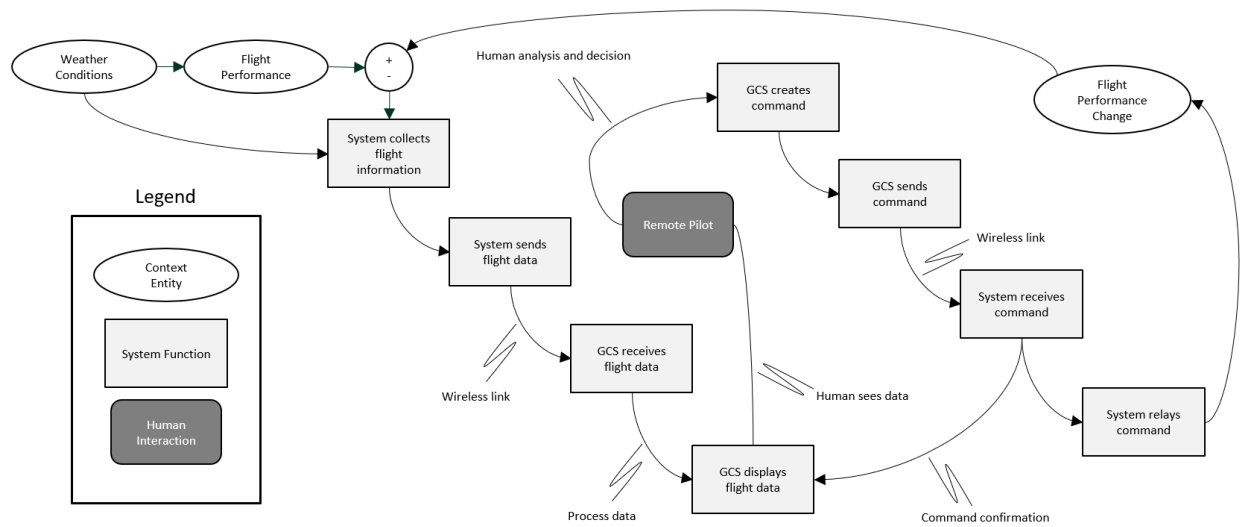 Weather
Conditions
Flight
Performance
+
-
Human analysis and decision
GCS creates
command
Flight
Performance
Change
System collects
flight
information
GCS sends
command
Legend
Remote Pilot
Wireless link
System sends
flight data
Context
Entity
System receives
command
System Function
GCS receives
flight data
Wireless link
Human sees data
Human
Interaction
System relays
command
GCS displays
flight data
Process data
Command confirmation